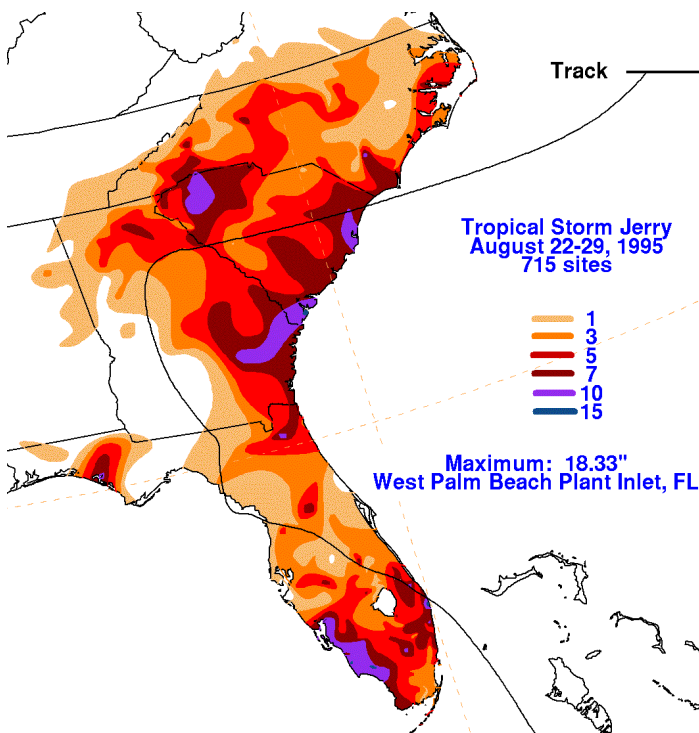 Track
Tropical Storm Jerry
August 22-29, 1995
715 sites
1
3
5
7
10
15
Maximum: 18.33"
West Palm Beach Plant Inlet, FL